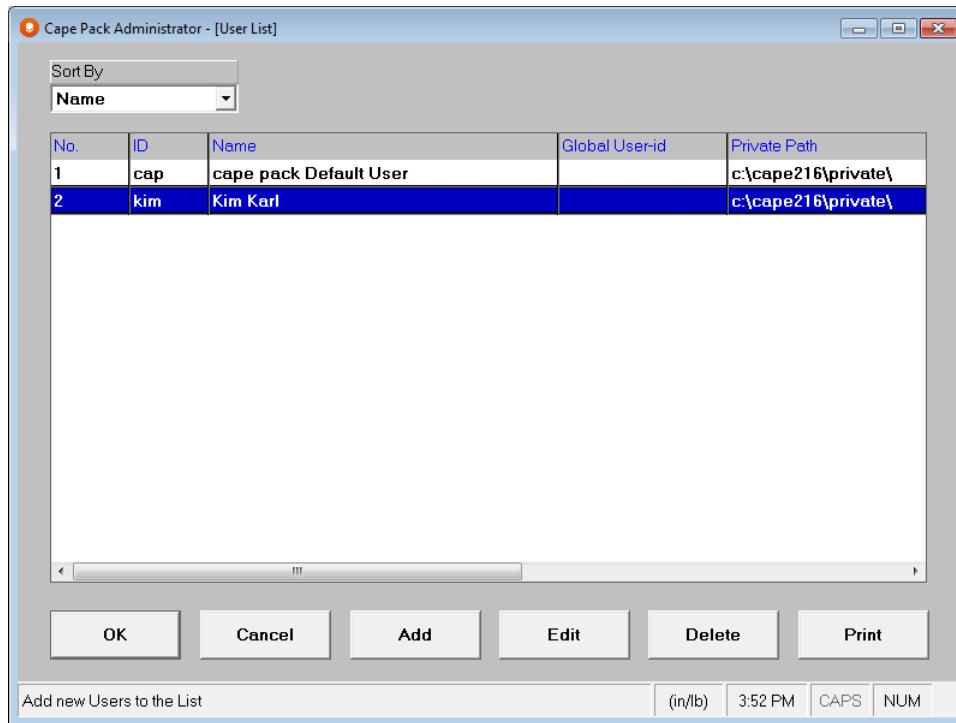 Cape Pack Administrator - [User List]
Sort By
Name
No. ID Name Global User-id Private Path
1 cap cape pack Default User c:\cape216\private\
2 kim Kim Karl c:\cape216\private\
OK Cancel Add Edit Delete Print
Add new Users to the List (in/lb) 3:52 PM CAPS NUM